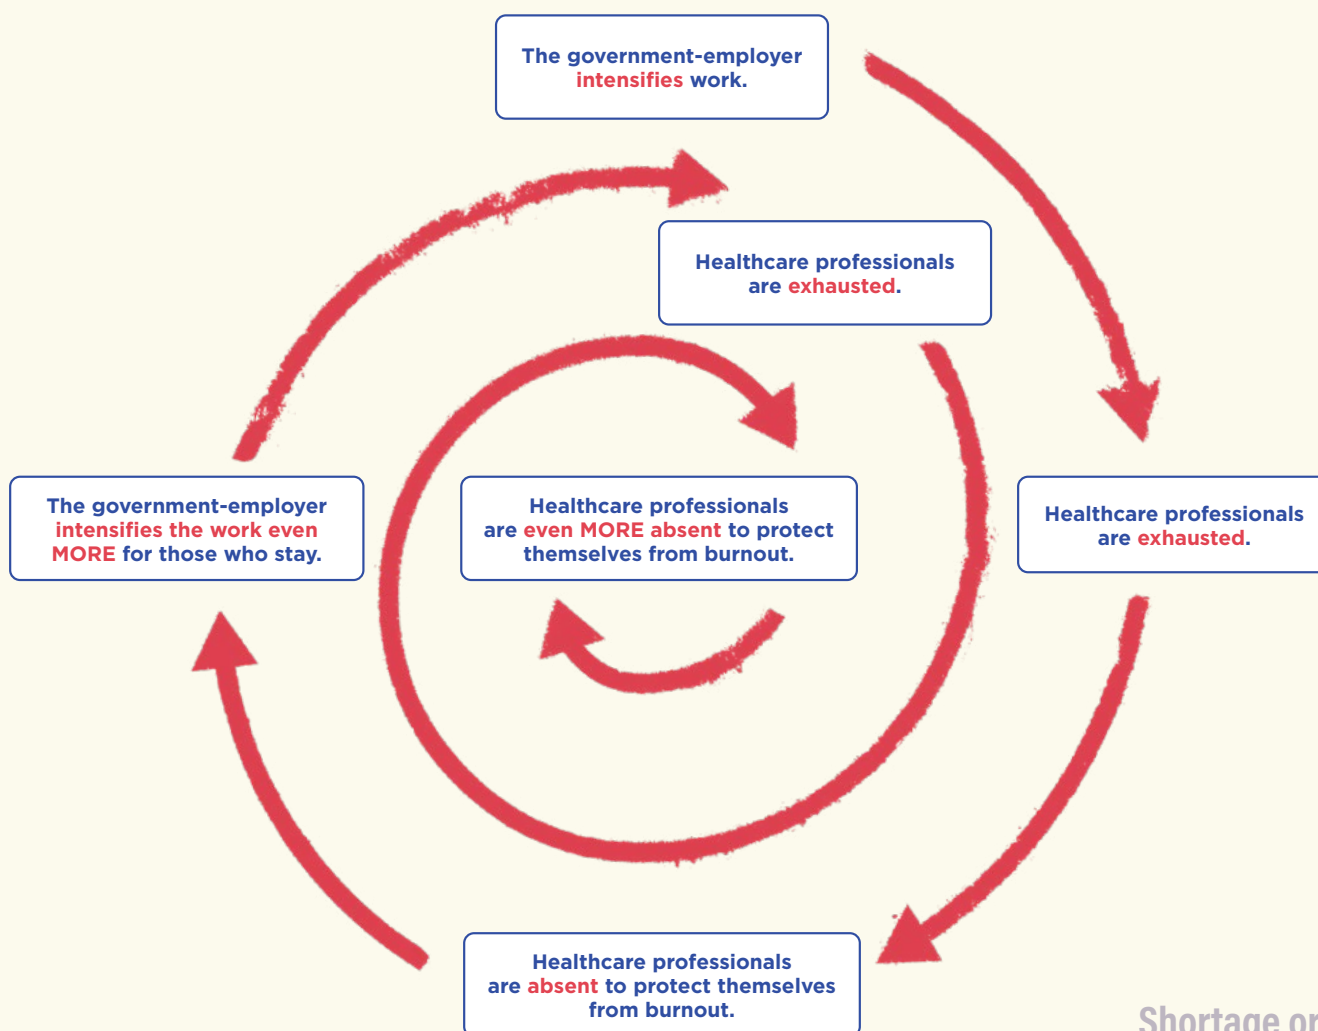 The government-employer
intensifies work.
Healthcare professionals
are exhausted.
Healthcare professionals
are absent to protect themselves
from burnout.
The government-employer
intensifies the work even
MORE for those who stay.
Healthcare professionals
are exhausted.
Healthcare professionals
are even MORE absent to protect
themselves from burnout.
Shortage or